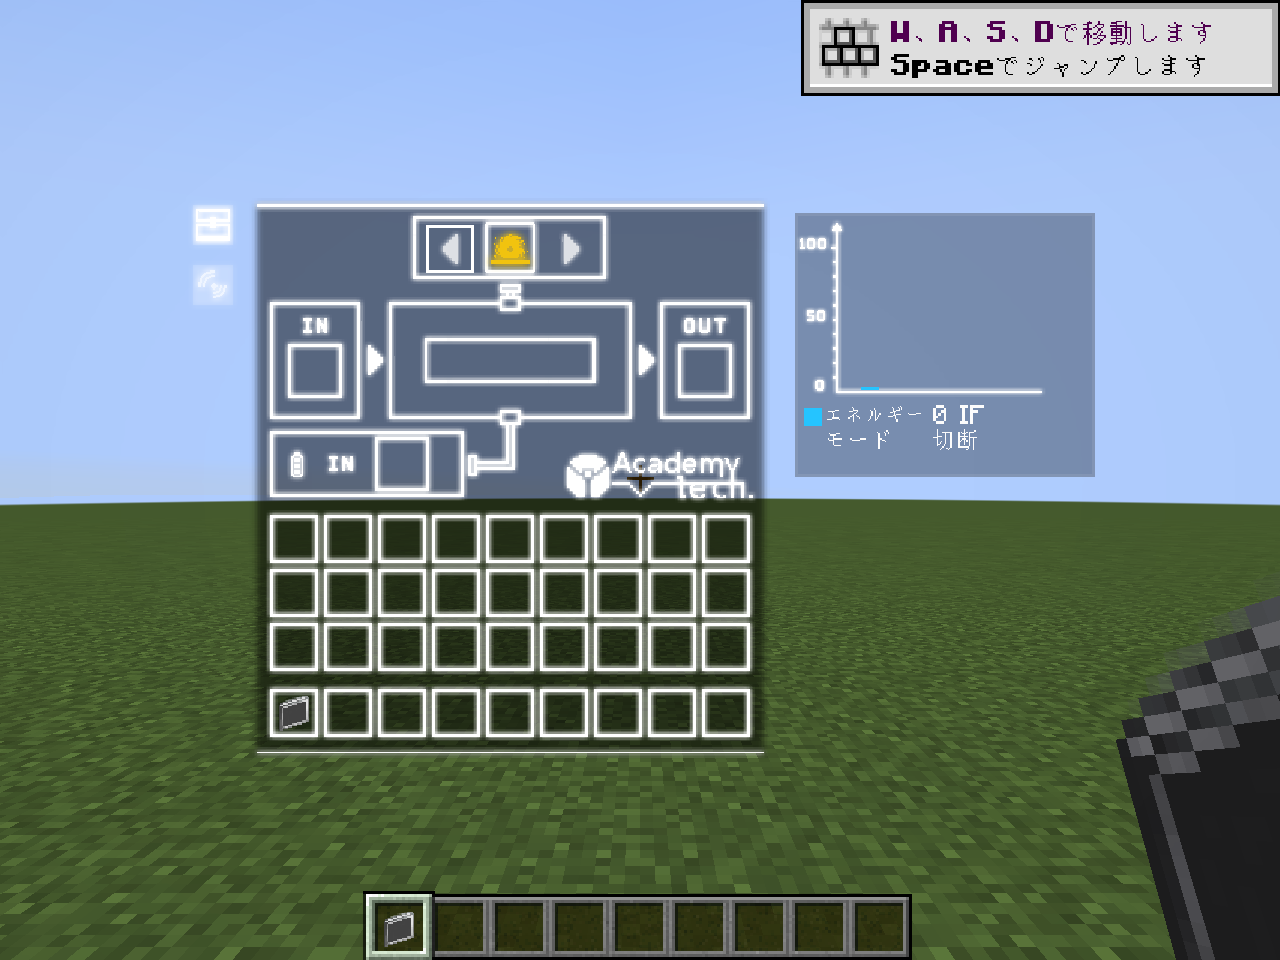 W、A、S、Dで移動します
Spaceでジャンプします
IN
OUT
IN
Academy
Tech.
100
50
0
エネルギー 0 IF
モード 切断